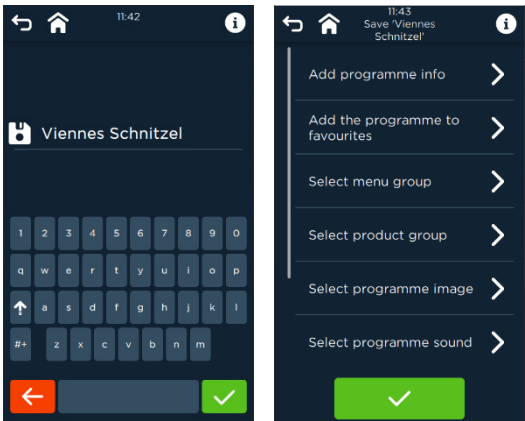 11:42
Viennes Schnitzel
1 2 3 4 5 6 7 8 9 0
q w e r t y u i o p
a s d f g h j k l
#+ z x c v b n m
11:43
Save 'Viennes
Schnitzel'
Add programme info
Add the programme to
favourites
Select menu group
Select product group
Select programme image
Select programme sound